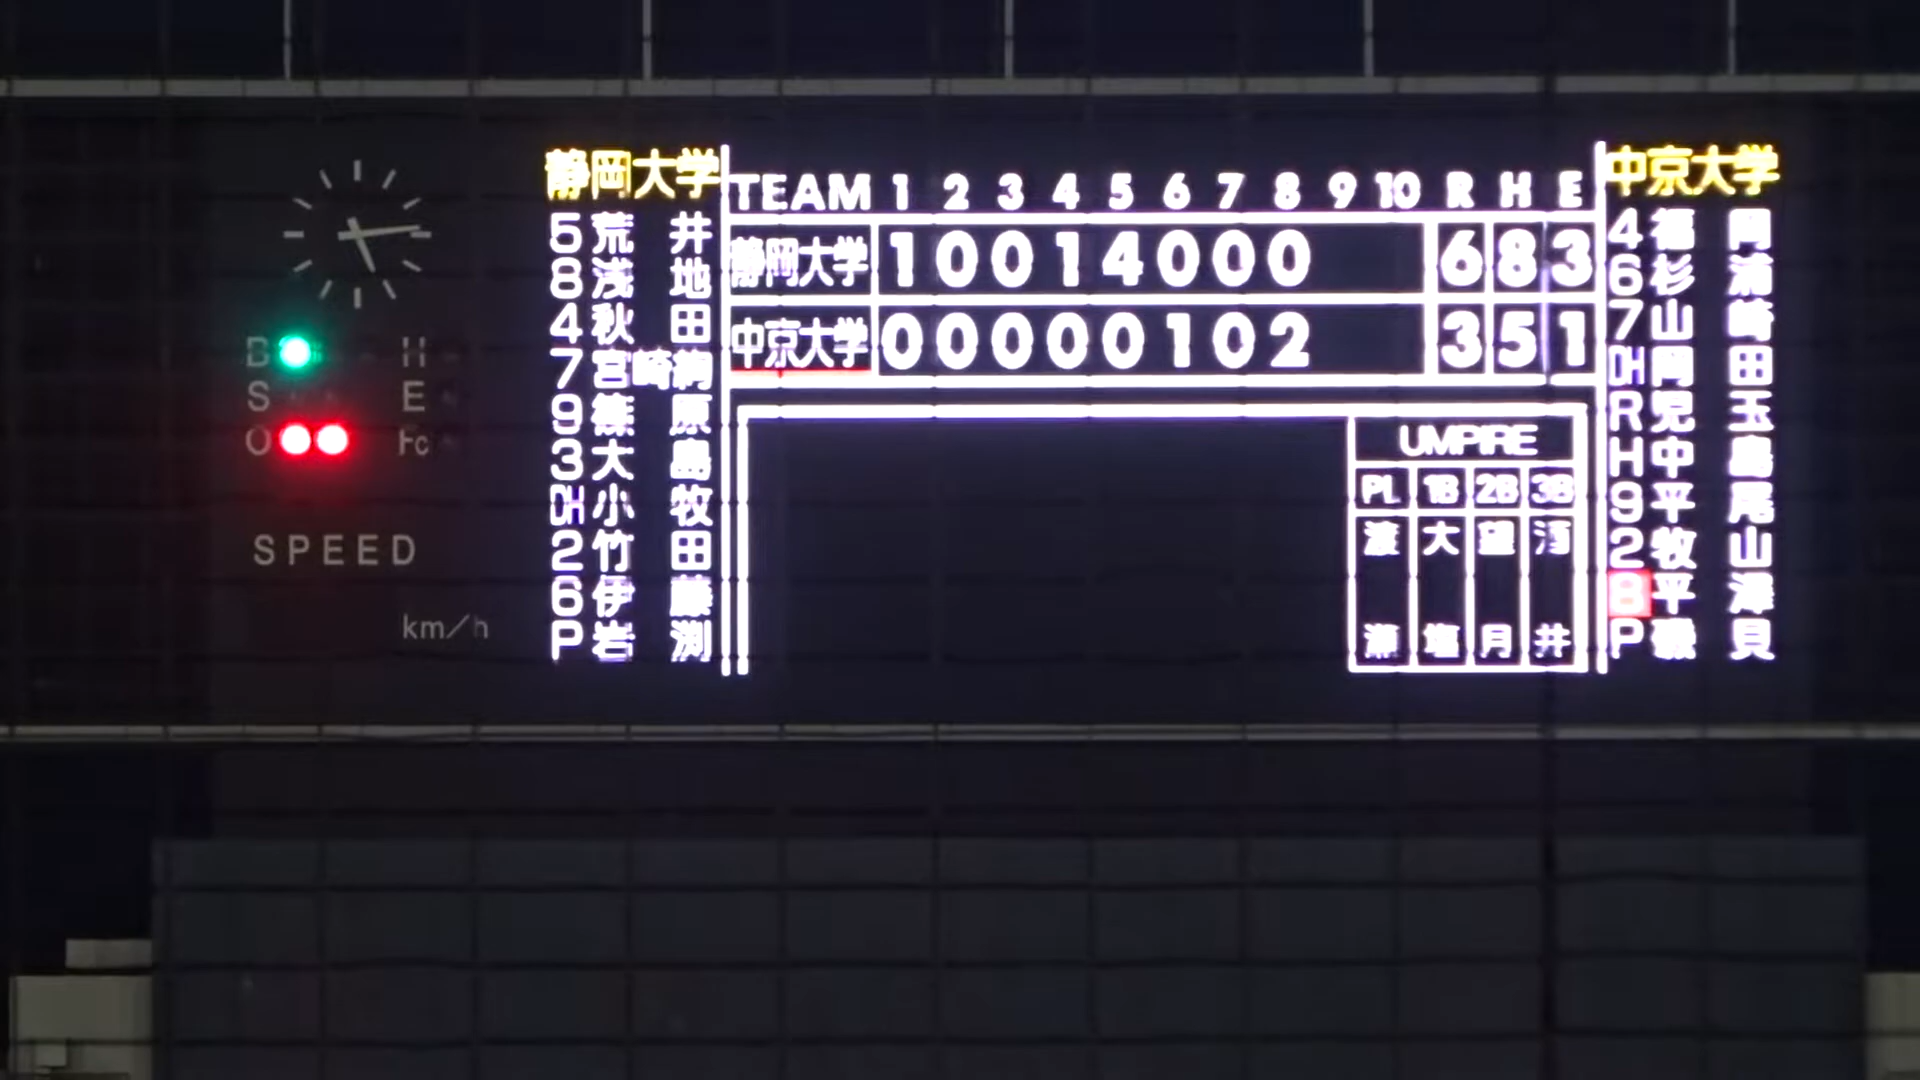 静岡大学
5 荒井
8 浅地
4 秋田
7 宮崎絢
9 篠原
3 大島
DH 小牧
2 竹田
6 伊藤
P 岩渕
TEAM 1 2 3 4 5 6 7 8 9 10 R H E
静岡大学 1 0 0 1 4 0 0 0 6 8 3
中京大学 0 0 0 0 0 1 0 2 3 5 1
UMPIRE
PL 1B 2B 3B
渡瀬 大塩 望月 酒井
中京大学
4 福岡
6 杉浦
7 山崎
DH 岡田
R 児玉
H 中島
9 平尾
2 牧山
8 平澤
P 磯貝
B H
S E
O Fc
SPEED
km/h